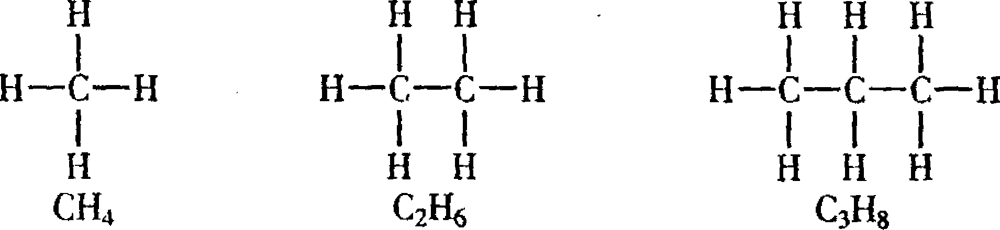 H H H H H H
H—C—H H—C—C—H H—C—C—C—H
H H H H H H
CH₄ C₂H₆ C₃H₈